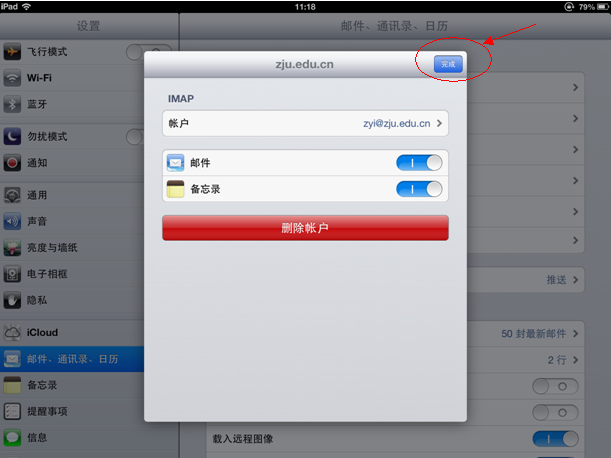 iPad 11:18 79%
设置
飞行模式
Wi-Fi
蓝牙
勿扰模式
通知
通用
声音
亮度与墙纸
电子相框
隐私
iCloud
邮件、通讯录、日历
备忘录
提醒事项
信息
邮件、通讯录、日历
zju.edu.cn 完成
IMAP
帐户 zyi@zju.edu.cn
邮件
备忘录
删除帐户
推送
50 封最新邮件
2 行
载入远程图像